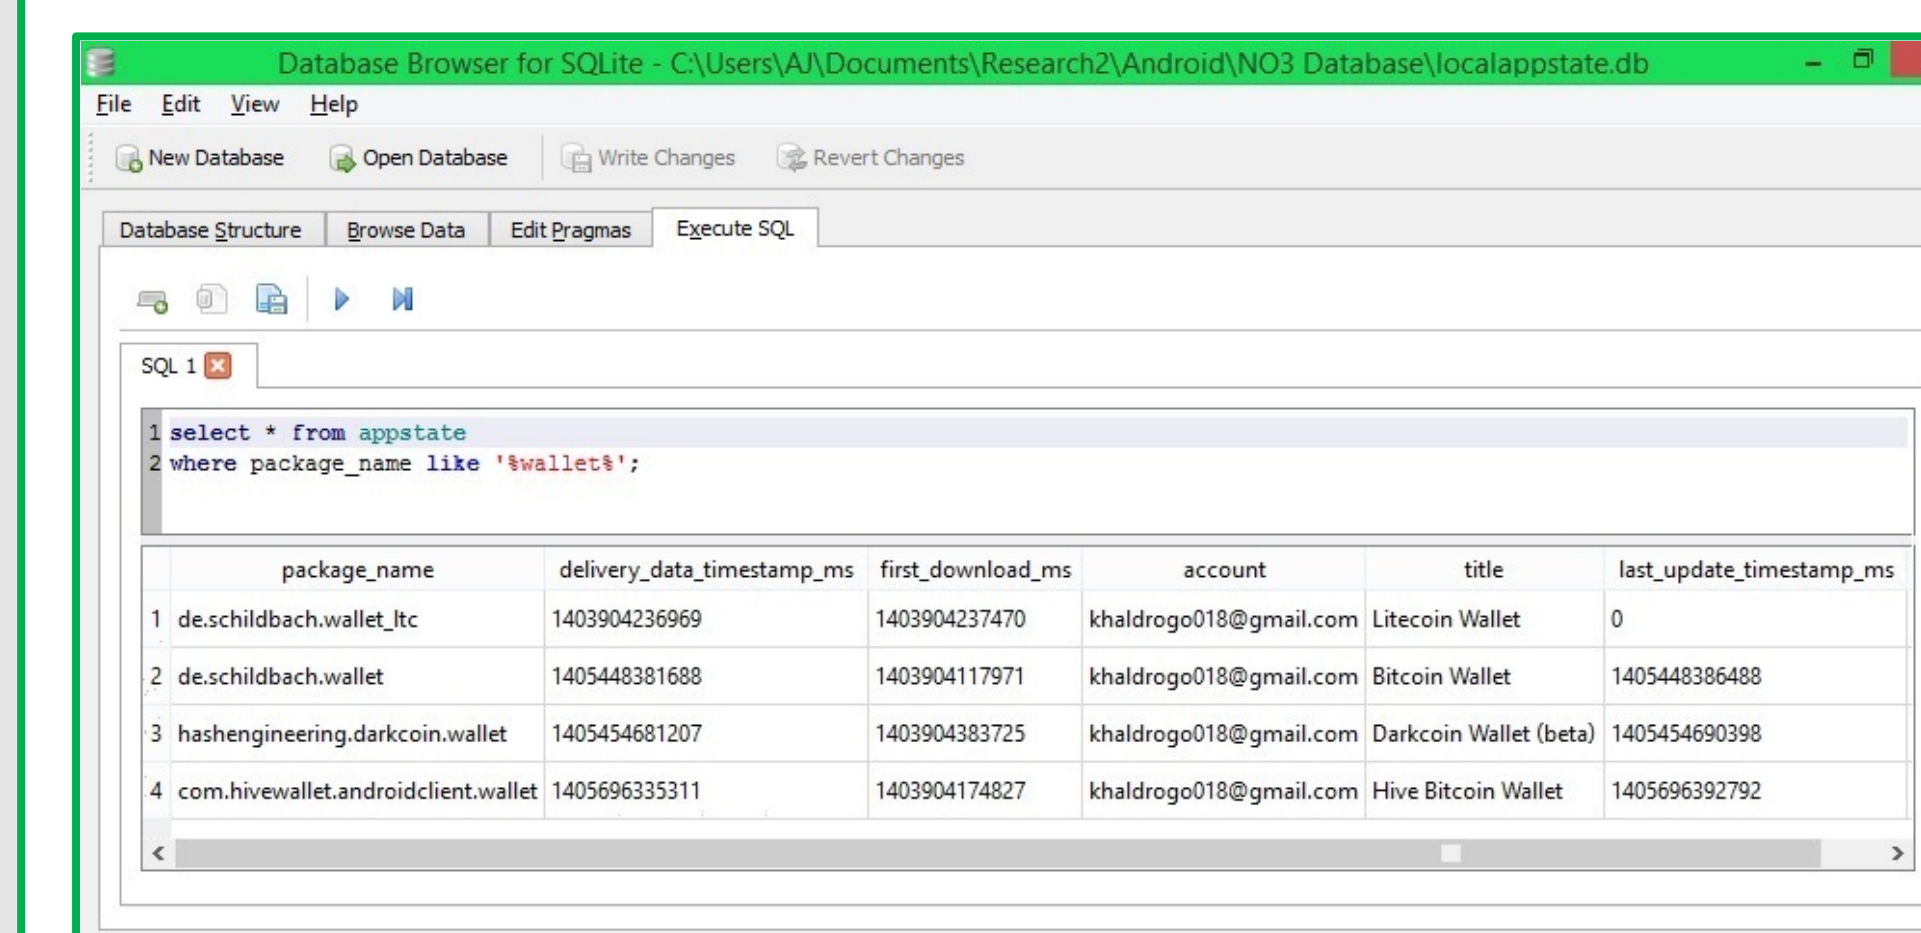 Database Browser for SQLite - C:\Users\AJ\Documents\Research2\Android\NO3 Database\localappstate.db
File Edit View Help
New Database Open Database Write Changes Revert Changes
Database Structure Browse Data Edit Pragmas Execute SQL
SQL 1
1 select * from appstate
2 where package_name like '%wallet%';
package_name delivery_data_timestamp_ms first_download_ms account title last_update_timestamp_ms
1 de.schildbach.wallet_ltc 1403904236969 1403904237470 khaldrogo018@gmail.com Litecoin Wallet 0
2 de.schildbach.wallet 1405448381688 1403904117971 khaldrogo018@gmail.com Bitcoin Wallet 1405448386488
3 hashengineering.darkcoin.wallet 1405454681207 1403904383725 khaldrogo018@gmail.com Darkcoin Wallet (beta) 1405454690398
4 com.hivewallet.androidclient.wallet 1405696335311 1403904174827 khaldrogo018@gmail.com Hive Bitcoin Wallet 1405696392792